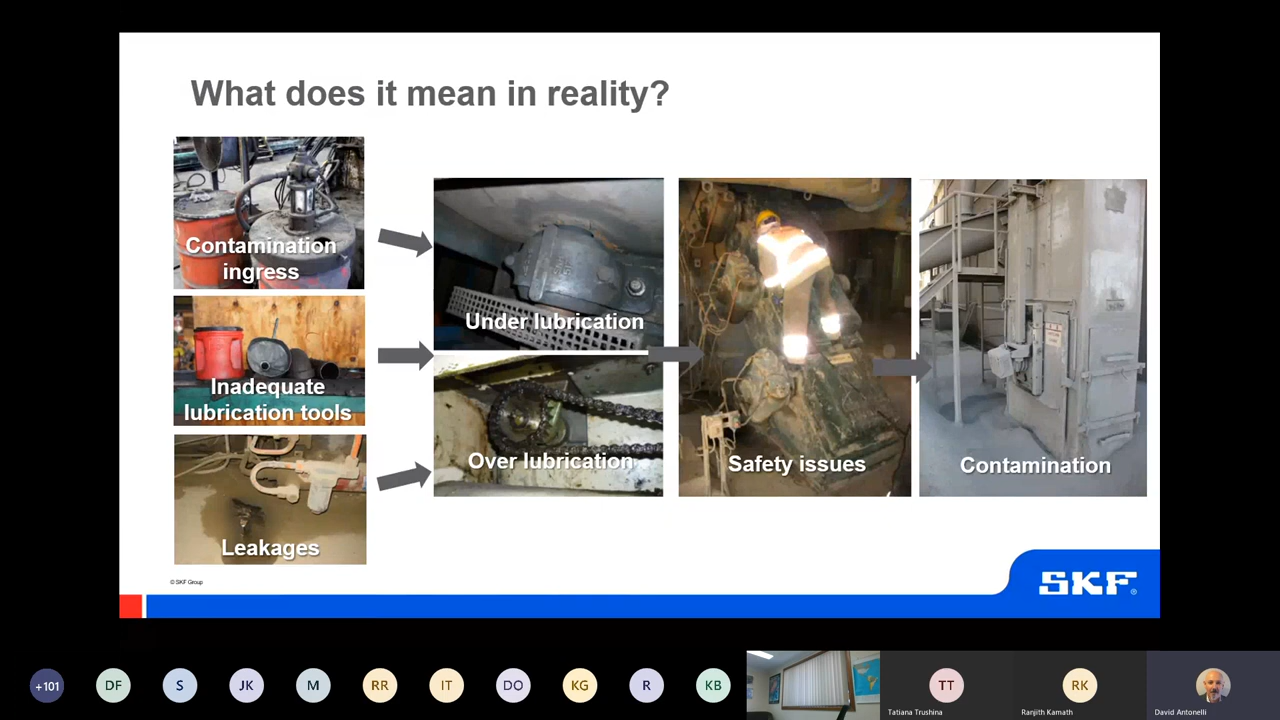 What does it mean in reality?
Contamination
ingress
Inadequate
lubrication tools
Leakages
Under lubrication
Over lubrication
Safety issues
Contamination
© SKF Group
SKF
+101
DF
S
JK
M
RR
IT
DO
KG
R
KB
TT
Tatiana Trushina
RK
Ranjith Kamath
David Antonelli